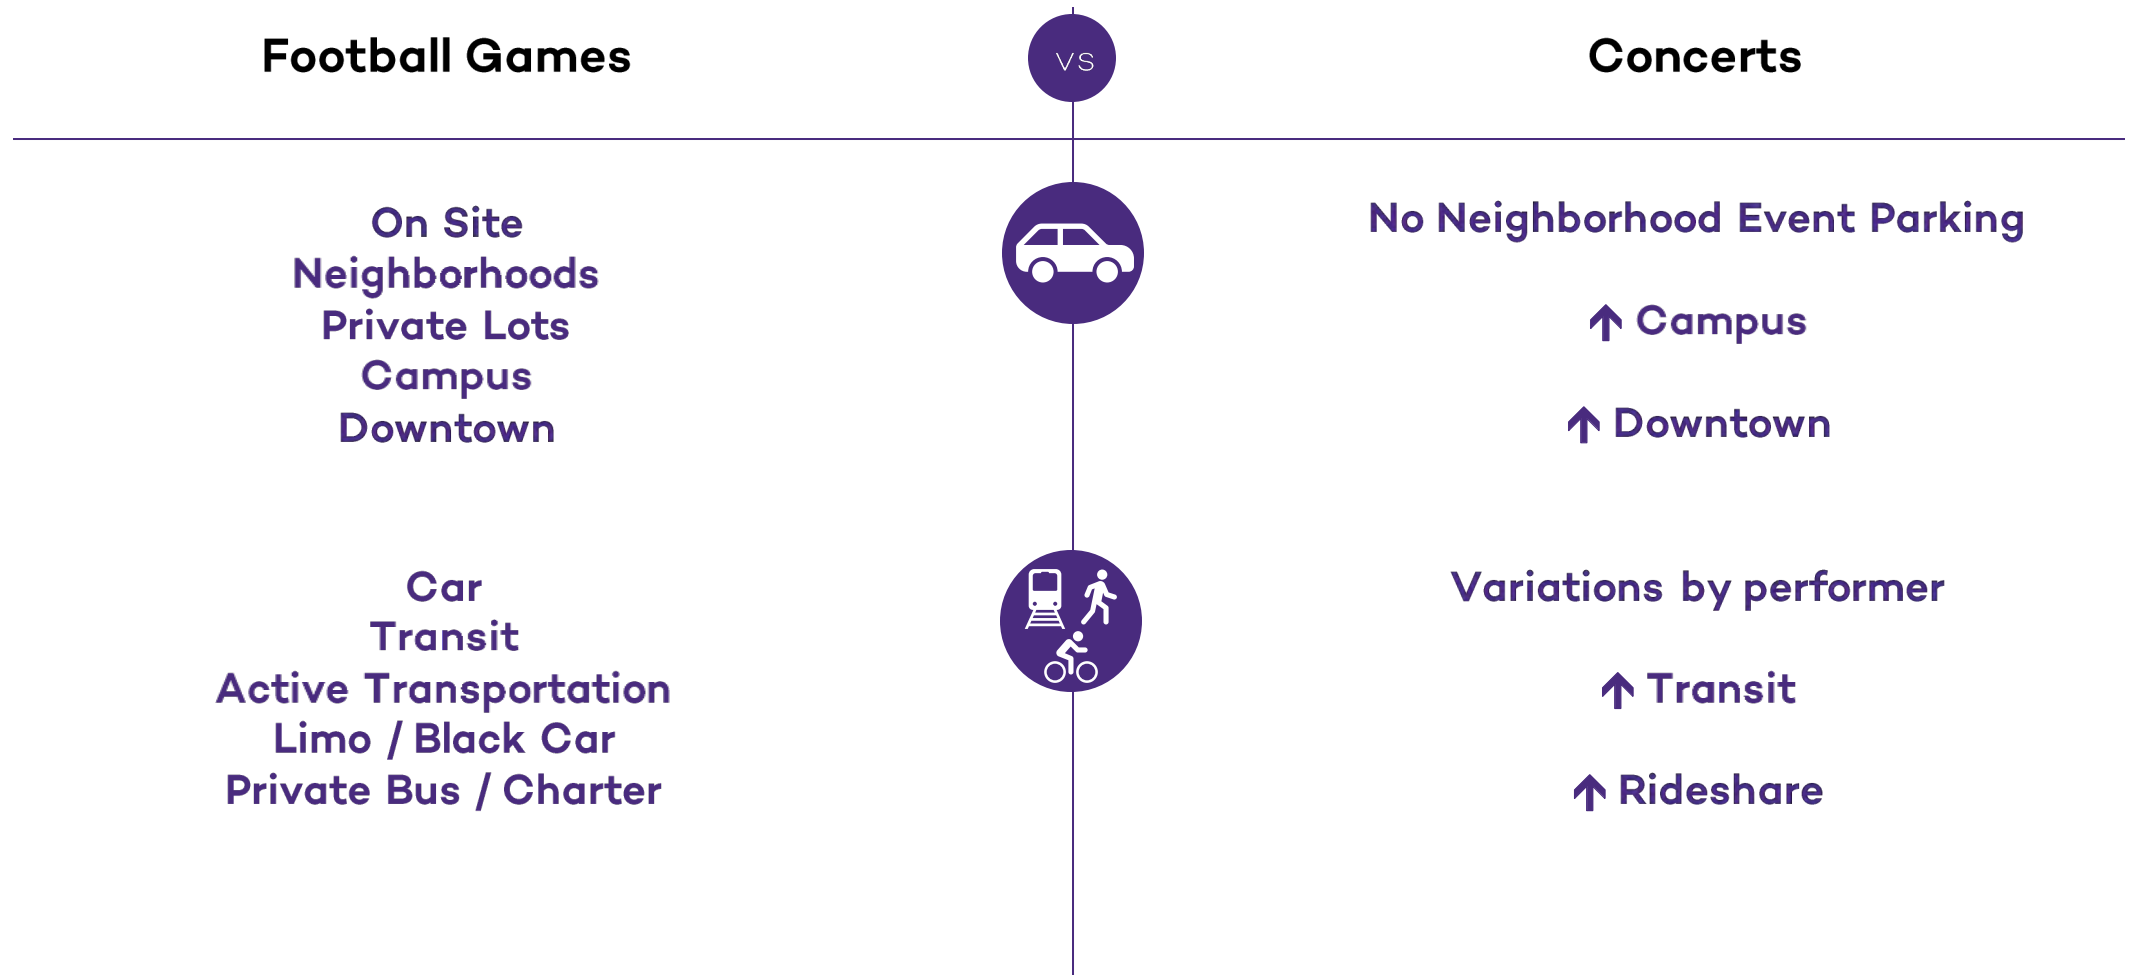 Football Games
VS
Concerts
On Site
Neighborhoods
Private Lots
Campus
Downtown
No Neighborhood Event Parking
↑ Campus
↑ Downtown
Car
Transit
Active Transportation
Limo / Black Car
Private Bus / Charter
Variations by performer
↑ Transit
↑ Rideshare